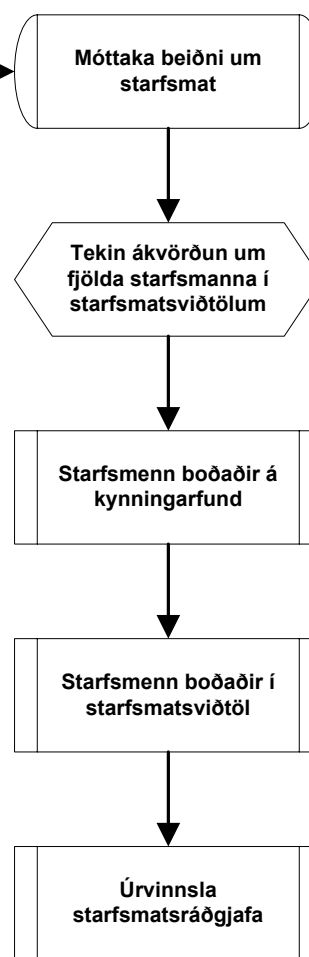 Móttaka beiðni um
starfsmat
Tekin ákvörðun um
fjölda starfsmanna í
starfsmatsviðtölum
Starfsmenn boðaðir á
kynningarfund
Starfsmenn boðaðir í
starfsmatsviðtöl
Úrvinnsla
starfsmatsráðgjafa